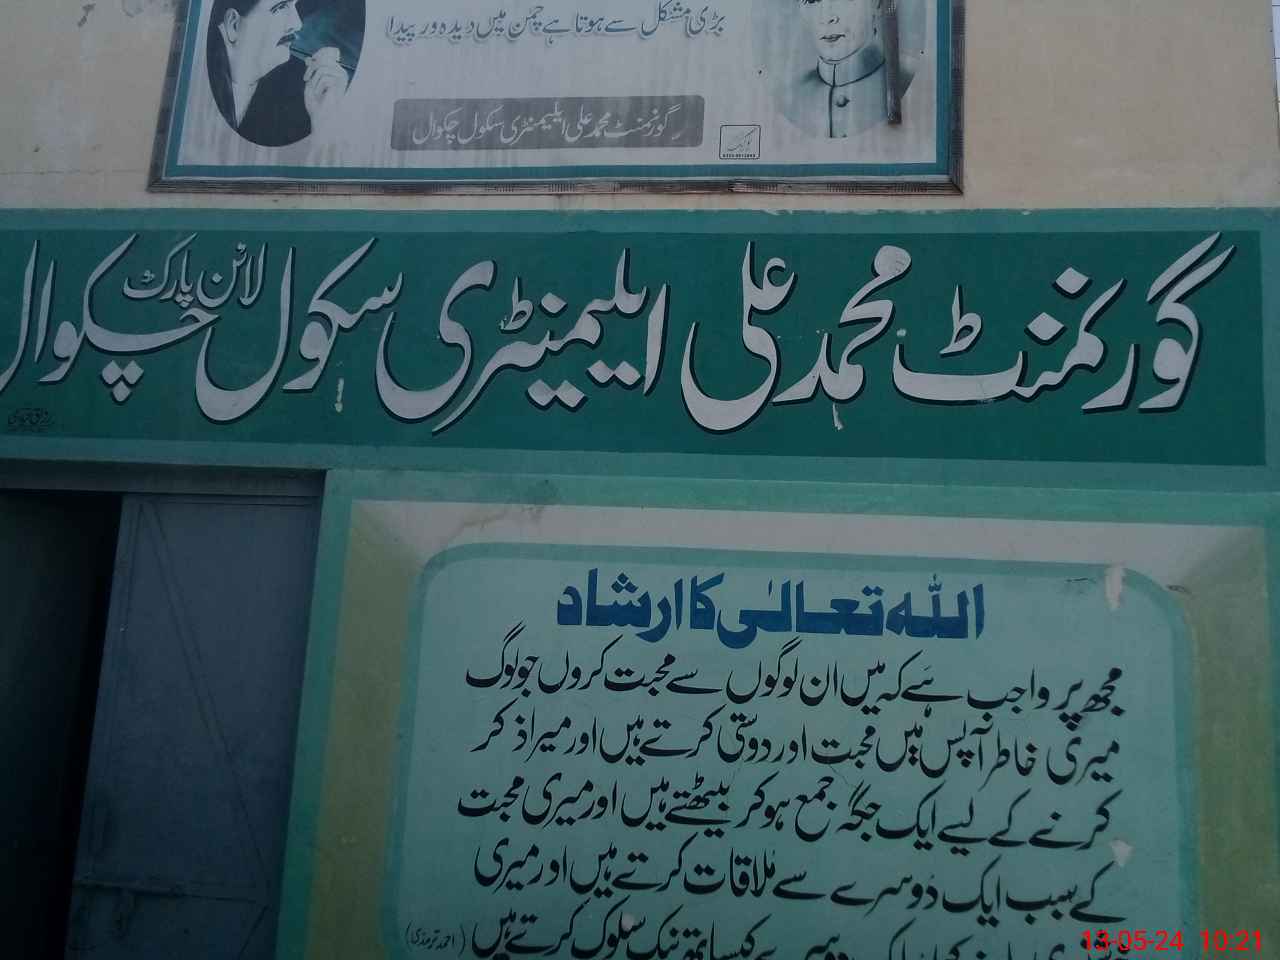 بڑی مشکل سے ہوتا ہے چمن میں دیدہ ور پیدا
گورنمنٹ محمد علی ایلیمنٹری سکول چکوال
گورنمنٹ محمد علی ایلیمنٹری سکول چکوال
لائن پارک
اللہ تعالیٰ کا ارشاد
مجھ پر واجب ہے کہ میں ان لوگوں سے محبت کروں جو لوگ
میری خاطر آپس میں محبت اور دوستی کرتے ہیں اور میرا ذکر
کرنے کے لیے ایک جگہ جمع ہو کر بیٹھتے ہیں اور میری محبت
کے سبب ایک دوسرے سے ملاقات کرتے ہیں اور میری
ایک دوسرے کیساتھ نیک سلوک کرتے ہیں (احمد ترمذی)
13-05-24 10:21